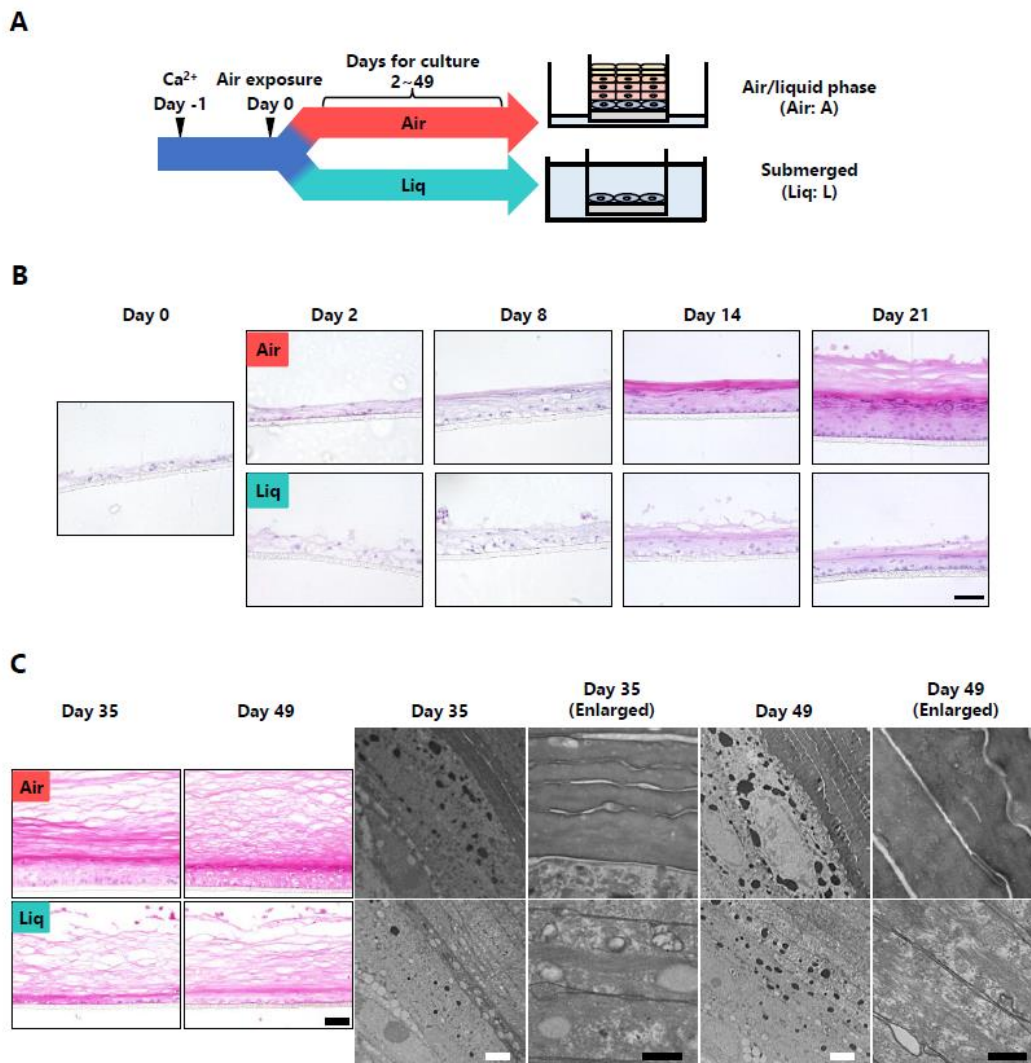 A
Ca²⁺
Day -1
Air exposure
Day 0
Days for culture
2~49
Air
Liq
Air/liquid phase
(Air: A)
Submerged
(Liq: L)
B
Day 0
Day 2
Day 8
Day 14
Day 21
Air
Liq
C
Day 35
Day 49
Day 35
Day 35
(Enlarged)
Day 49
Day 49
(Enlarged)
Air
Liq